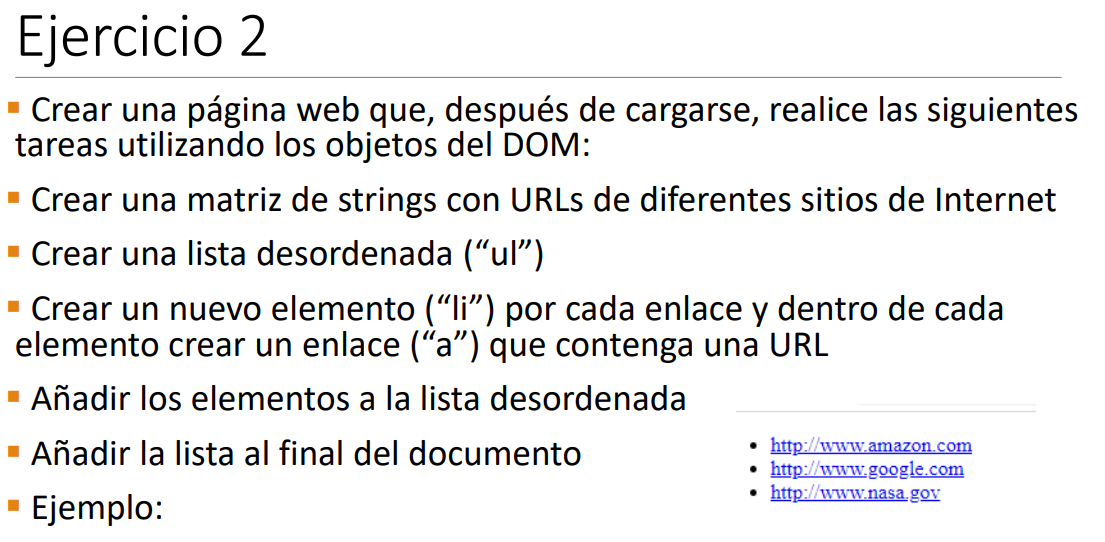 Ejercicio 2
▪ Crear una página web que, después de cargarse, realice las siguientes
tareas utilizando los objetos del DOM:
▪ Crear una matriz de strings con URLs de diferentes sitios de Internet
▪ Crear una lista desordenada (“ul”)
▪ Crear un nuevo elemento (“li”) por cada enlace y dentro de cada
elemento crear un enlace (“a”) que contenga una URL
▪ Añadir los elementos a la lista desordenada
▪ Añadir la lista al final del documento
▪ Ejemplo:
• http://www.amazon.com
• http://www.google.com
• http://www.nasa.gov